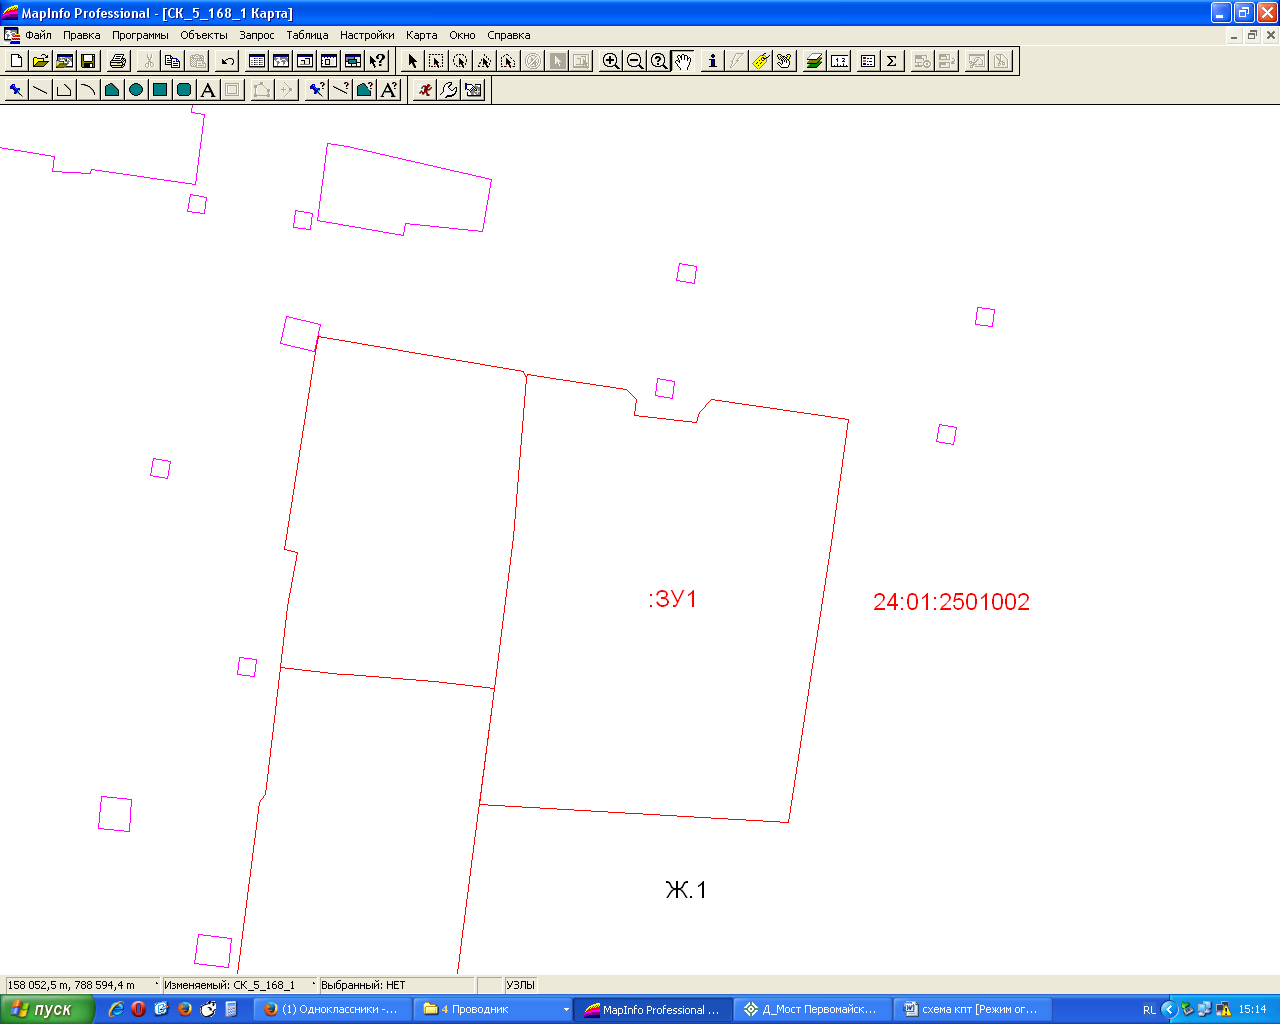 MapInfo Professional - [СК_5_168_1 Карта]
Файл Правка Программы Объекты Запрос Таблица Настройки Карта Окно Справка
:ЗУ1
24:01:2501002
Ж.1
158 052,5 m, 788 594,4 m Изменяемый: СК_5_168_1 Выбранный: НЕТ УЗЛЫ
пуск (1) Одноклассники -... 4 Проводник MapInfo Professional ... Д_Мост Первомайск... схема кпт [Режим ог... RL 15:14